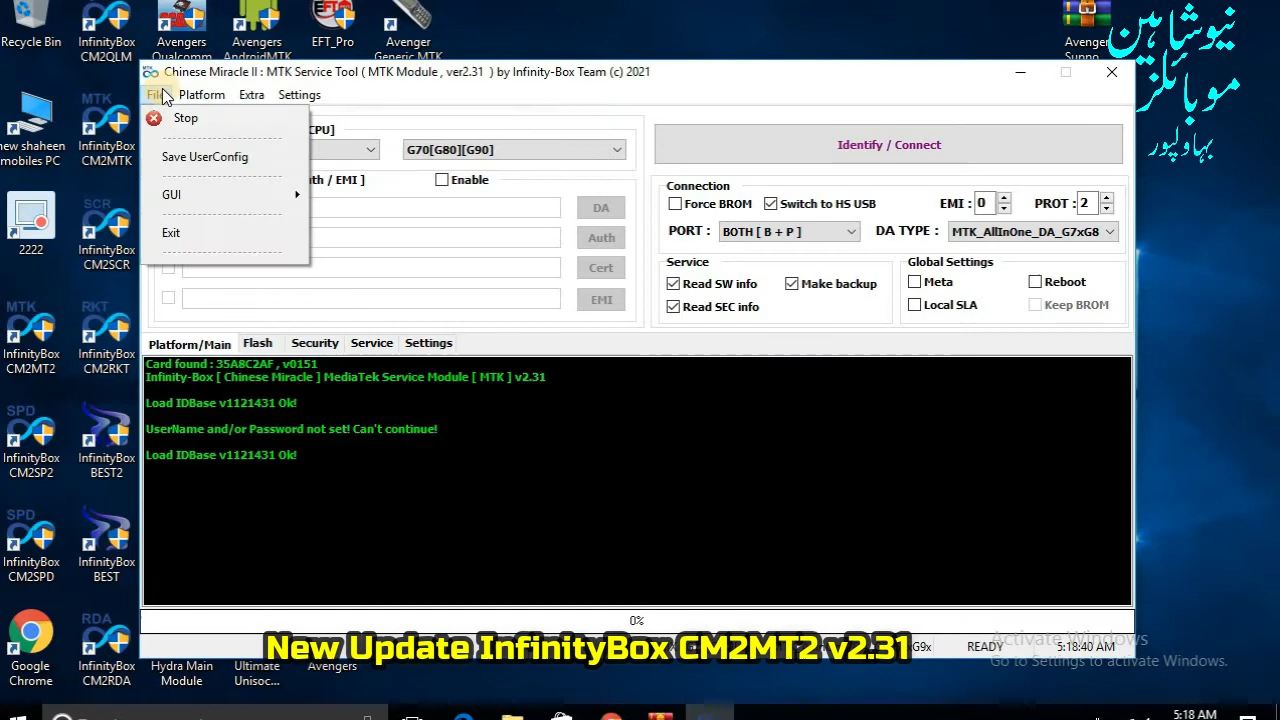 Recycle Bin
InfinityBox
CM2QLM
Avengers
Qualcomm
Avengers
AndroidMTK
EFT_Pro
Avenger
Generic MTK
Avenger
Suppo
نیو شاہین
موبائلز
بہاولپور
MTK
Chinese Miracle II : MTK Service Tool ( MTK Module , ver2.31 ) by Infinity-Box Team (c) 2021
File Platform Extra Settings
Stop
Save UserConfig
GUI
Exit
CPU]
G70[G80][G90]
Identify / Connect
uth / EMI ]
Enable
DA
Auth
Cert
EMI
Connection
Force BROM
Switch to HS USB
EMI : 0
PROT : 2
PORT : BOTH [ B + P ]
DA TYPE : MTK_AllInOne_DA_G7xG8
Service
Read SW info
Make backup
Read SEC info
Global Settings
Meta
Reboot
Local SLA
Keep BROM
Platform/Main Flash Security Service Settings
Card found : 35A8C2AF , v0151
Infinity-Box [ Chinese Miracle ] MediaTek Service Module [ MTK ] v2.31
Load IDBase v1121431 Ok!
UserName and/or Password not set! Can't continue!
Load IDBase v1121431 Ok!
0%
G9x
READY
5:18:40 AM
new shaheen
mobiles PC
MTK
InfinityBox
CM2MTK
2222
SCR
InfinityBox
CM2SCR
MTK
InfinityBox
CM2MT2
RKT
InfinityBox
CM2RKT
SPD
InfinityBox
CM2SP2
InfinityBox
BEST2
SPD
InfinityBox
CM2SPD
InfinityBox
BEST
Google
Chrome
RDA
InfinityBox
CM2RDA
Hydra Main
Module
Ultimate
Unisoc...
Avengers
New Update InfinityBox CM2MT2 v2.31
Activate Windows
Go to Settings to activate Windows.
5:18 AM